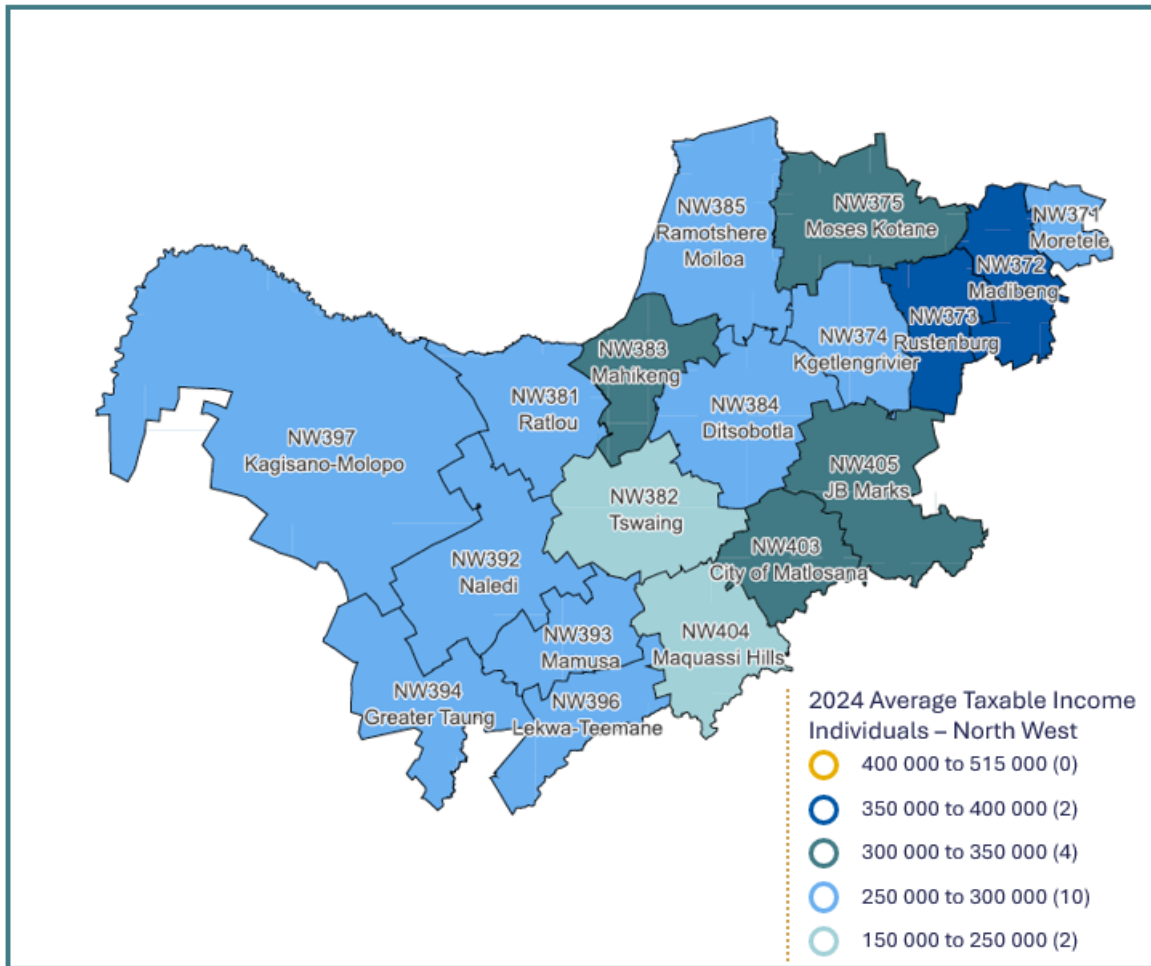 NW385
Ramotshere
Moiloa
NW375
Moses Kotane
NW371
Moretele
NW372
Madibeng
NW373
Rustenburg
NW374
Kgetlengrivier
NW383
Mahikeng
NW381
Ratlou
NW384
Ditsobotla
NW397
Kagisano-Molopo
NW405
JB Marks
NW382
Tswaing
NW403
City of Matlosana
NW392
Naledi
NW393
Mamusa
NW404
Maquassi Hills
NW394
Greater Taung
NW396
Lekwa-Teemane
2024 Average Taxable Income
Individuals – North West
400 000 to 515 000 (0)
350 000 to 400 000 (2)
300 000 to 350 000 (4)
250 000 to 300 000 (10)
150 000 to 250 000 (2)